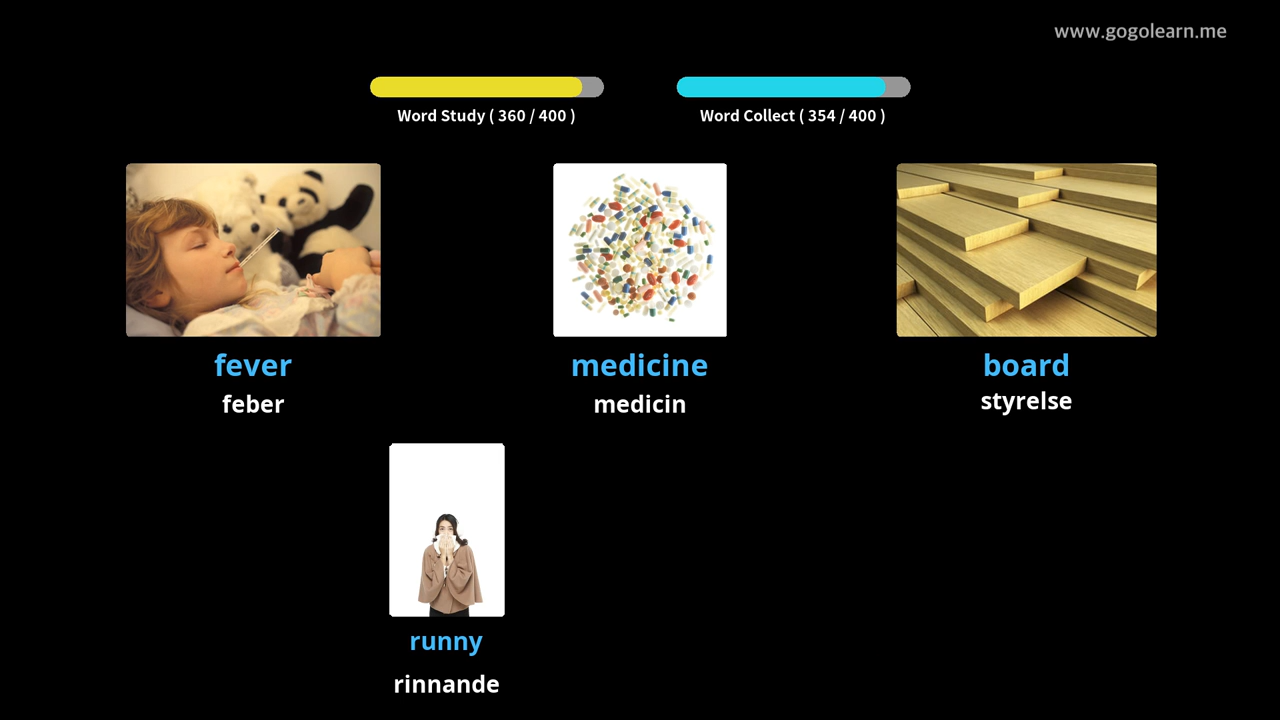 www.gogolearn.me
Word Study ( 360 / 400 )
Word Collect ( 354 / 400 )
fever
feber
medicine
medicin
board
styrelse
runny
rinnande